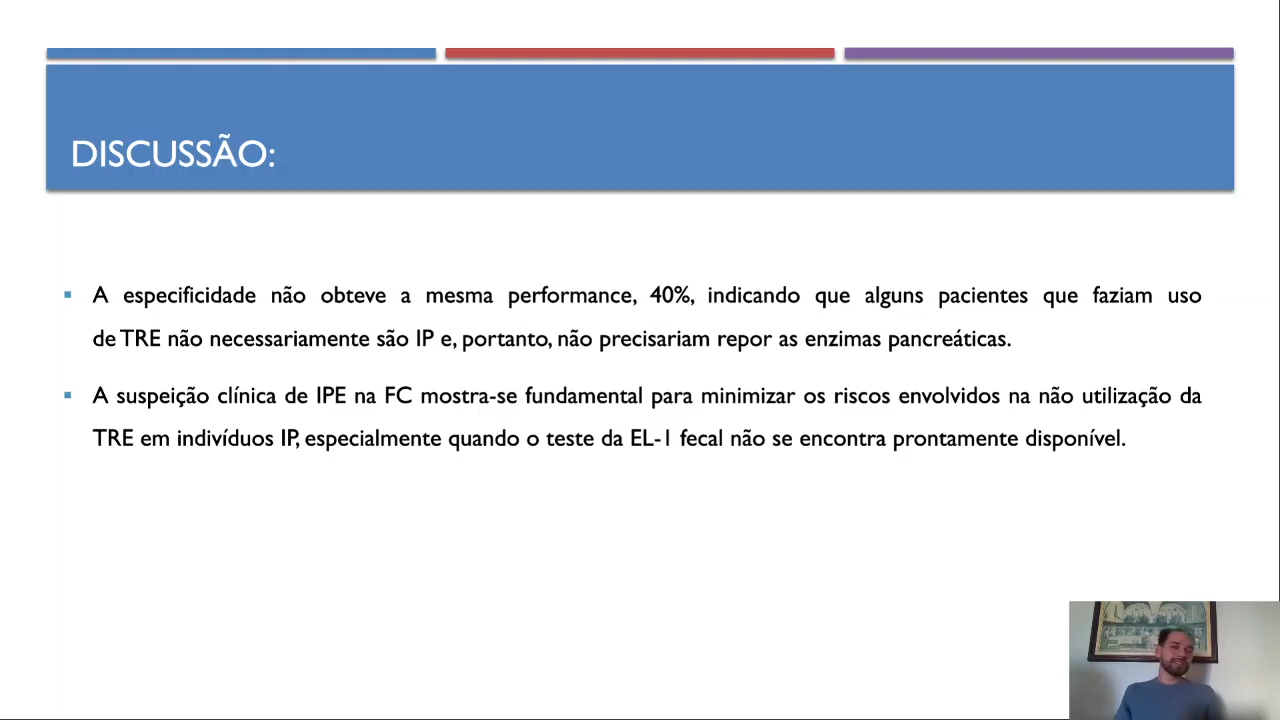 DISCUSSÃO:
A especificidade não obteve a mesma performance, 40%, indicando que alguns pacientes que faziam uso
de TRE não necessariamente são IP e, portanto, não precisariam repor as enzimas pancreáticas.
A suspeição clínica de IPE na FC mostra-se fundamental para minimizar os riscos envolvidos na não utilização da
TRE em indivíduos IP, especialmente quando o teste da EL-1 fecal não se encontra prontamente disponível.